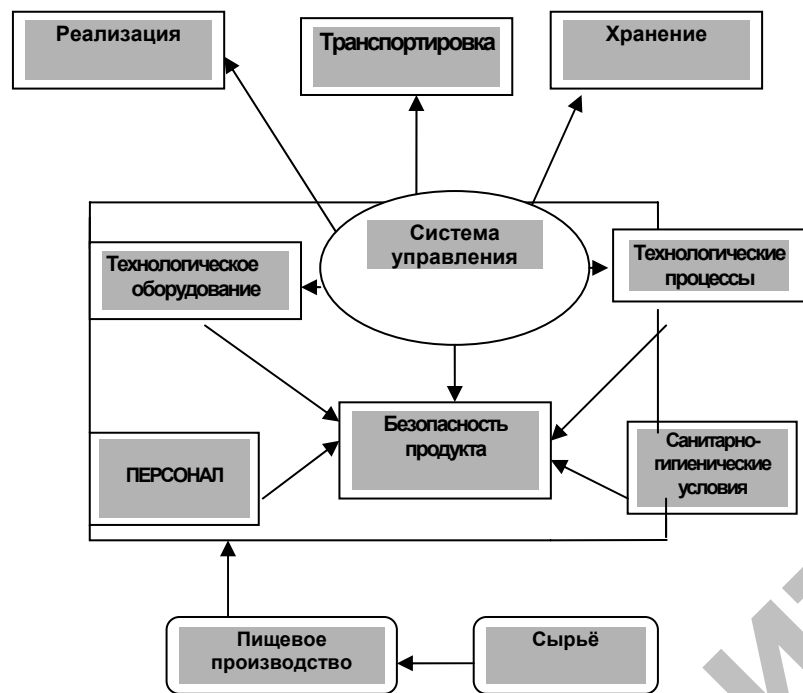 Реализация
Транспортировка
Хранение
Система
управления
Технологическое
оборудование
Технологические
процессы
Безопасность
продукта
ПЕРСОНАЛ
Санитарно-
гигиенические
условия
Пищевое
производство
Сырьё